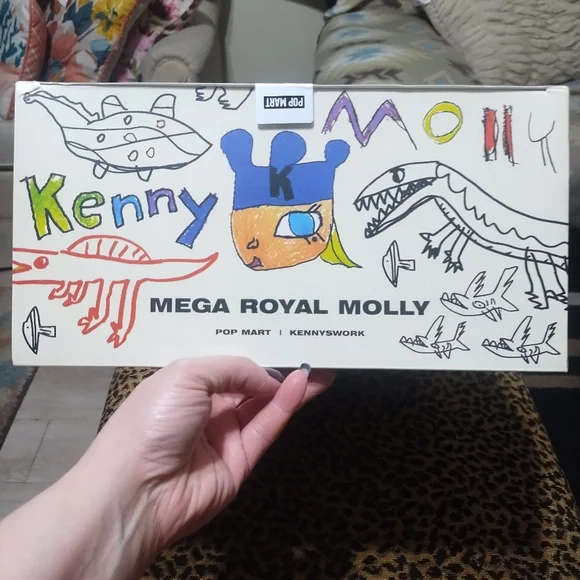 POP MART
Molly
Kenny
K
MEGA ROYAL MOLLY
POP MART | KENNYSWORK